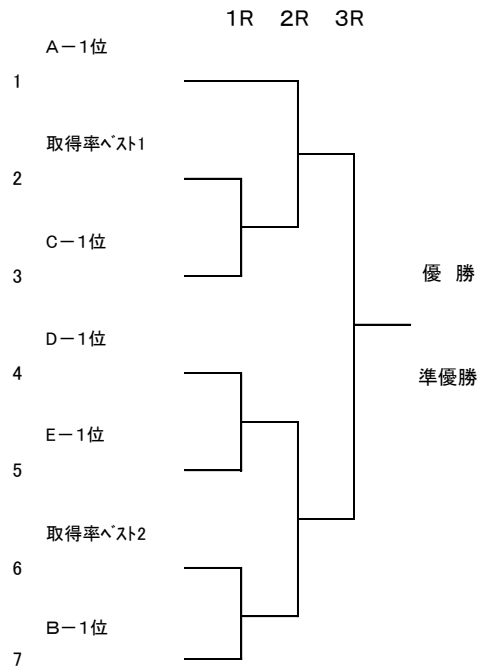 1R 2R 3R
A－1位
1
取得率ﾍﾞｽﾄ1
2
C－1位
3
優 勝
D－1位
準優勝
4
E－1位
5
取得率ﾍﾞｽﾄ2
6
B－1位
7